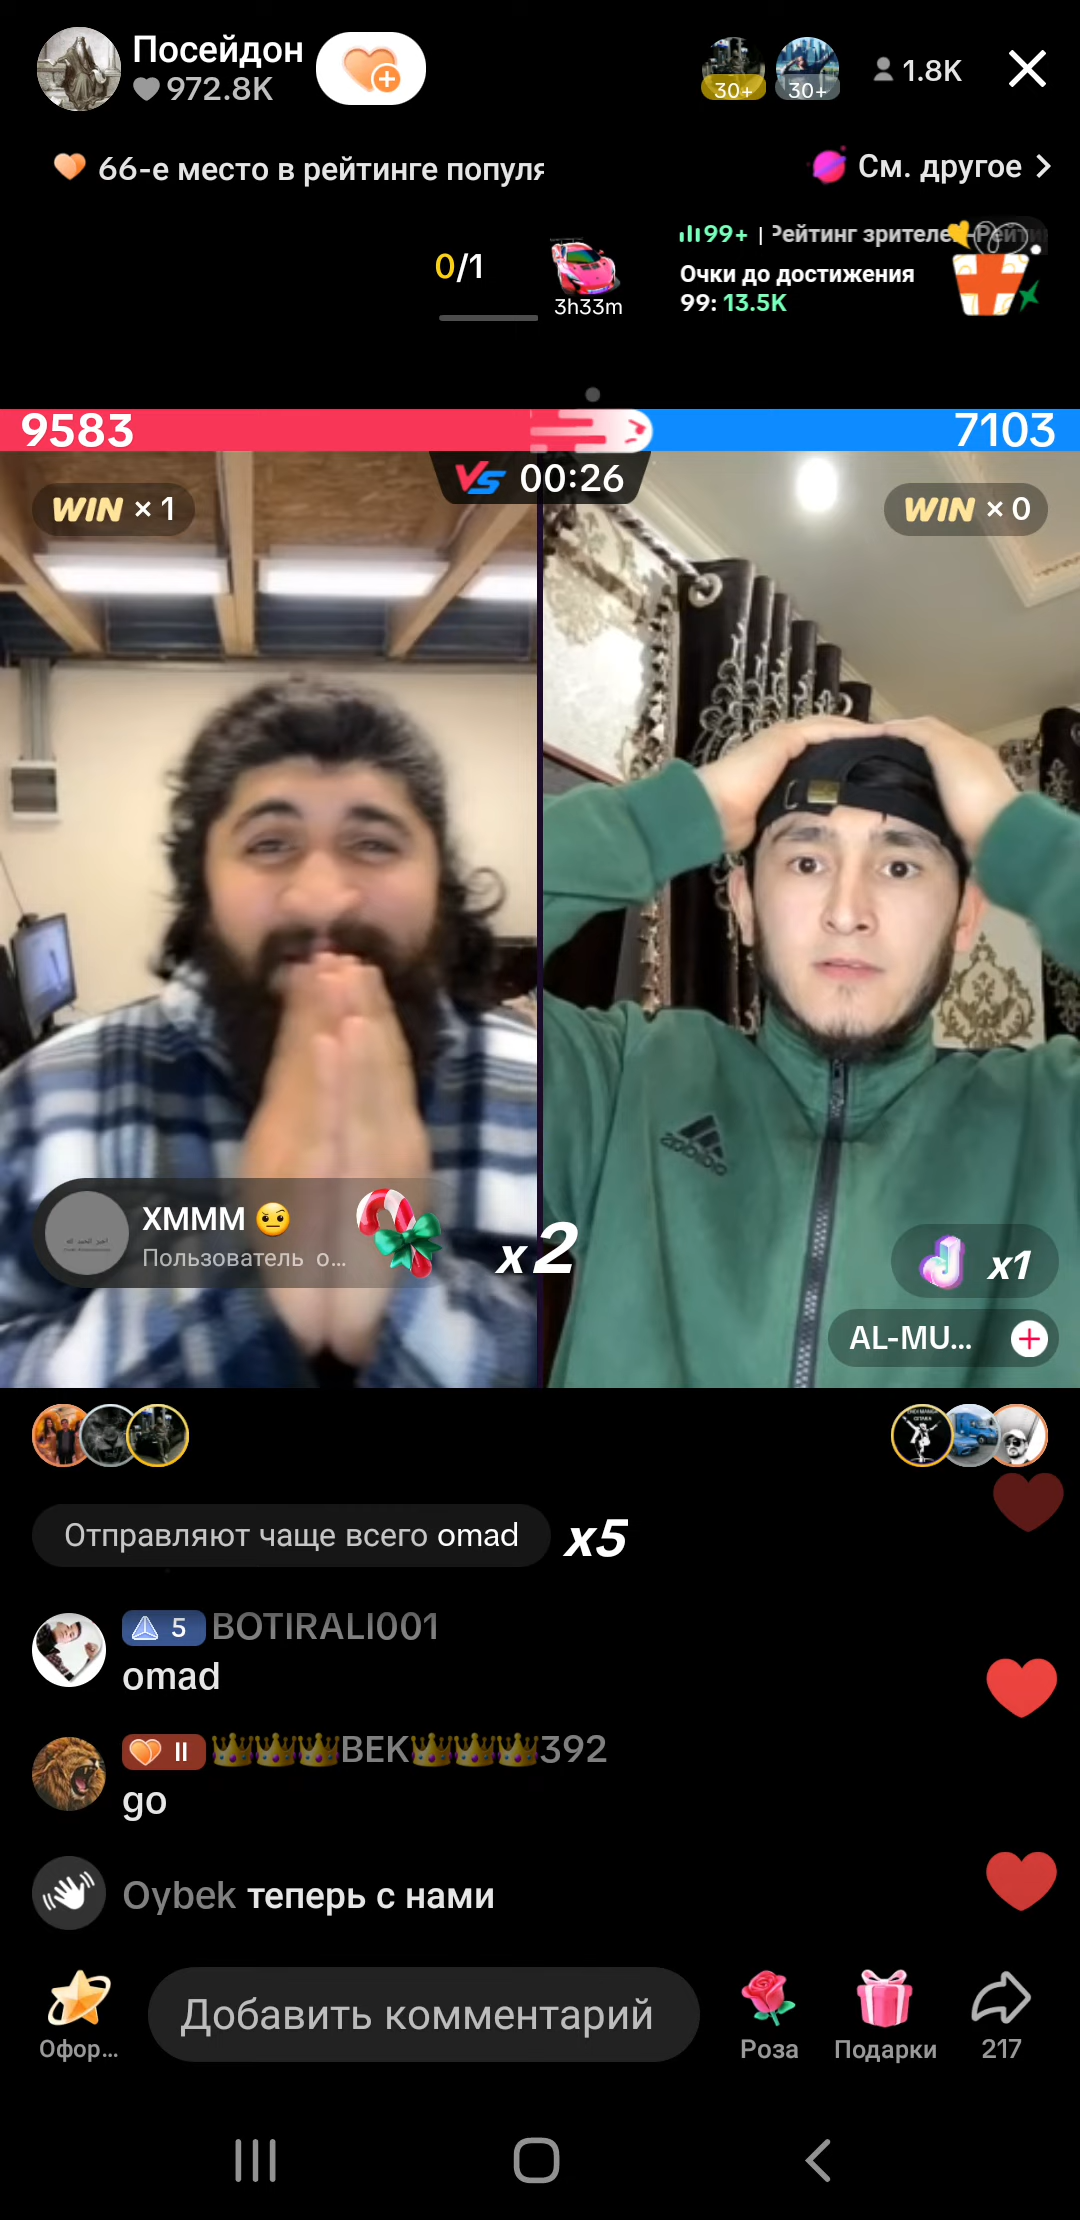 Посейдон
972.8K
30+
30+
1.8K
66-е место в рейтинге популя
См. другое
0/1
3h33m
99+ | Рейтинг зрителе
Очки до достижения
99: 13.5K
9583
7103
VS 00:26
WIN × 1
WIN × 0
adidas
ХМММ 🤨
Пользователь о...
x2
x1
AL-MU...
Отправляют чаще всего omad x5
5 BOTIRALI001
omad
II 👑👑👑BEK👑👑👑392
go
Oybek теперь с нами
Офор...
Добавить комментарий
Роза
Подарки
217